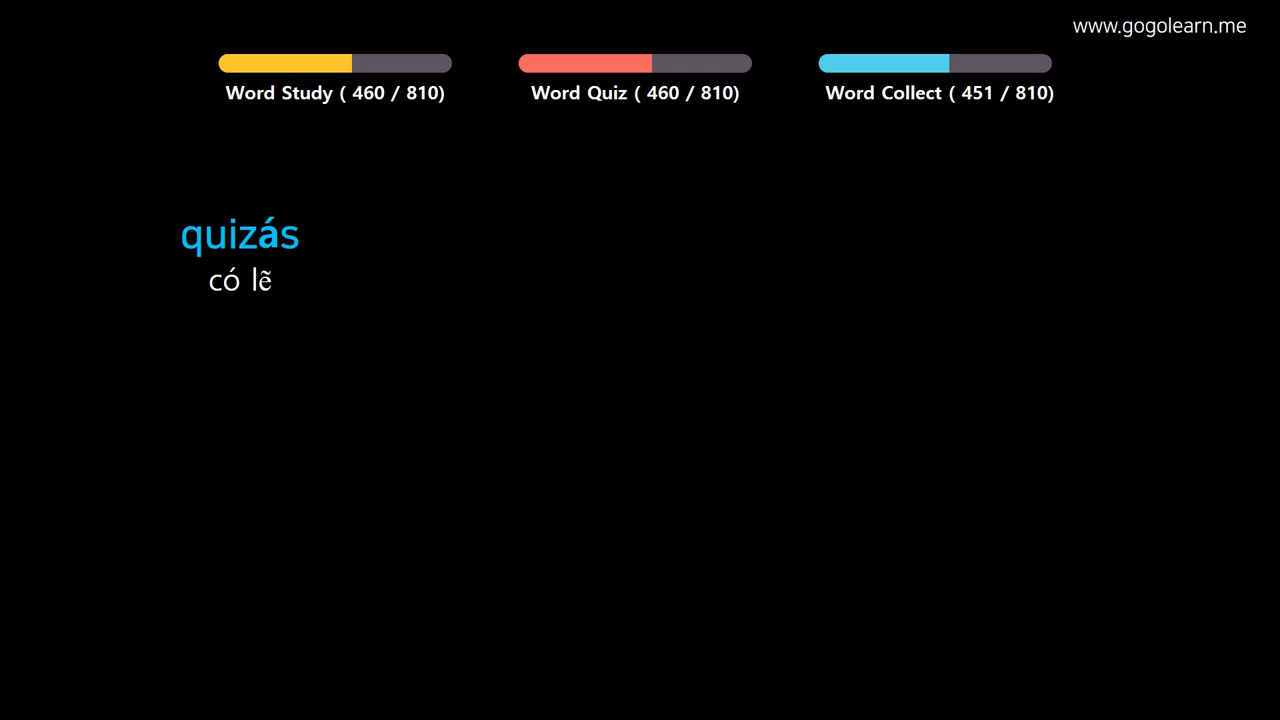 www.gogolearn.me
Word Study ( 460 / 810)
Word Quiz ( 460 / 810)
Word Collect ( 451 / 810)
quizás
có lẽ